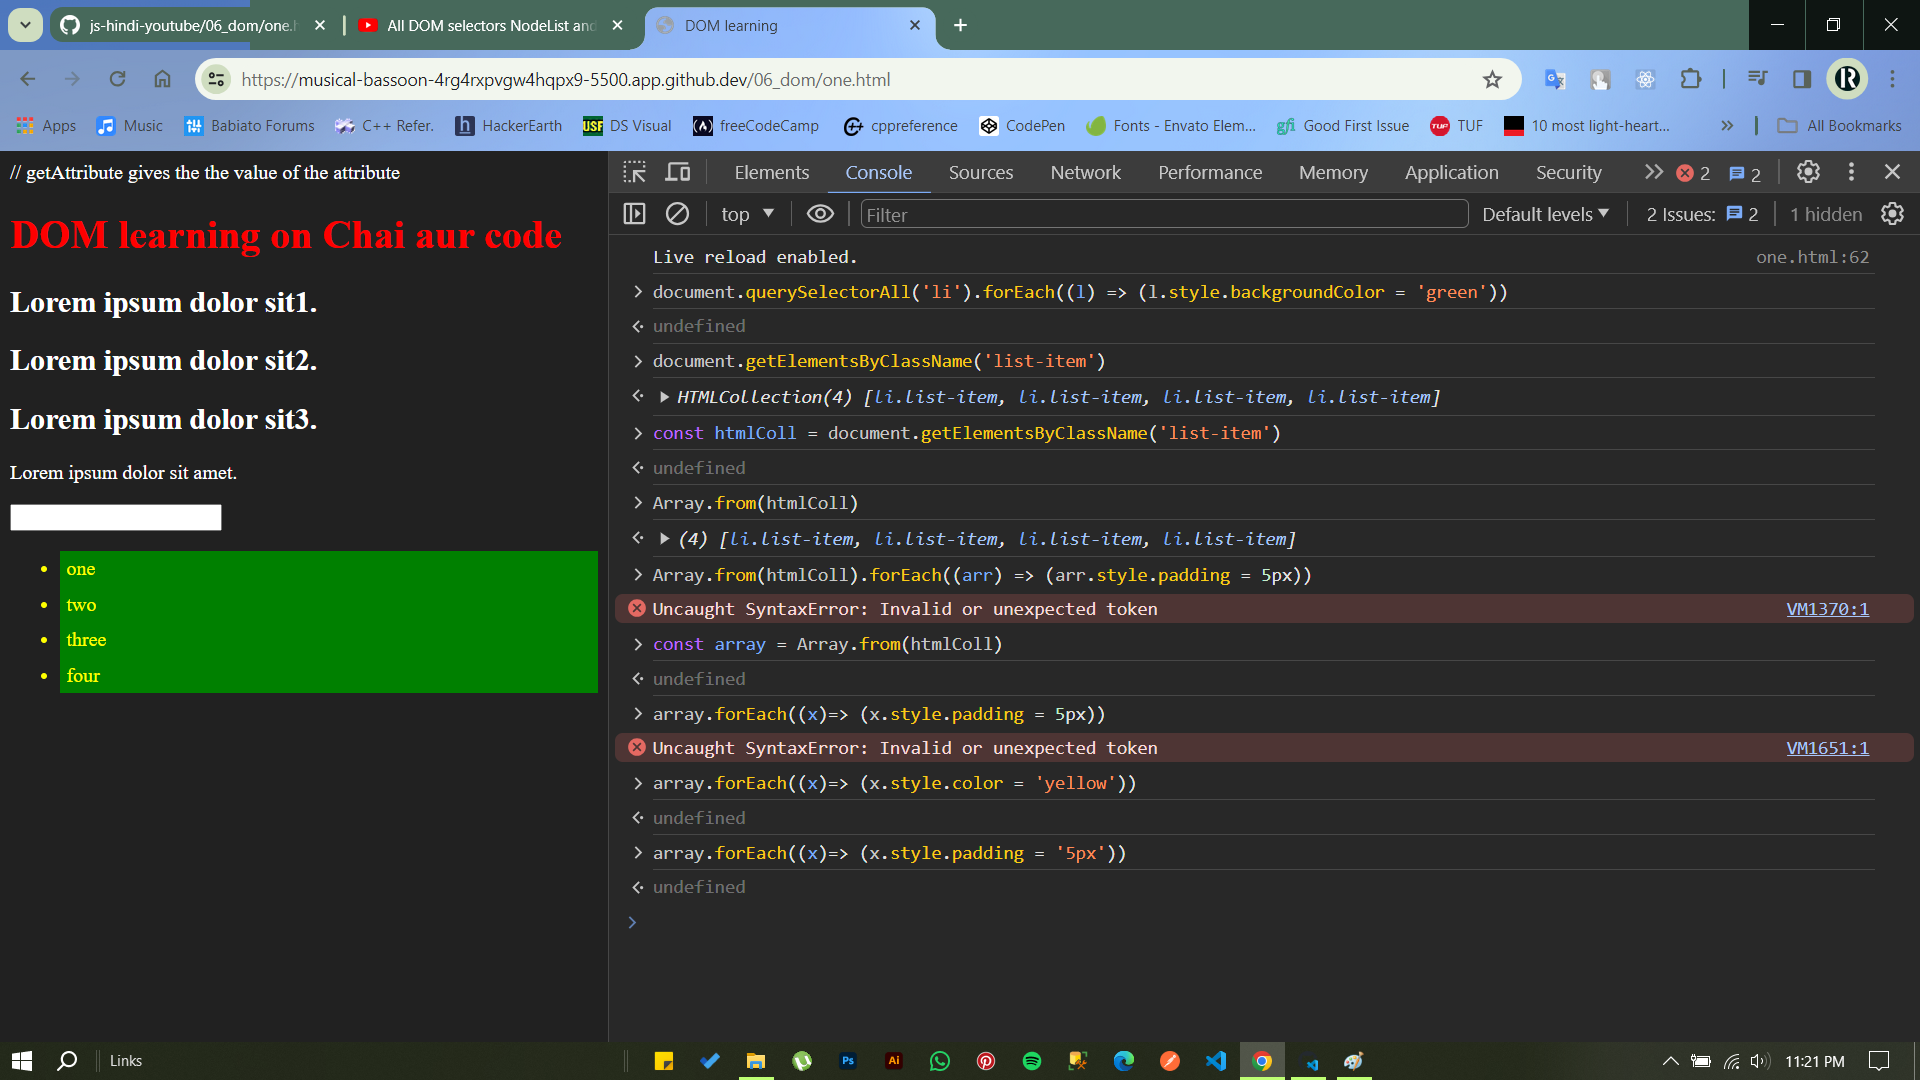 js-hindi-youtube/06_dom/one.h
All DOM selectors NodeList and
DOM learning
https://musical-bassoon-4rg4rxpvgw4hqpx9-5500.app.github.dev/06_dom/one.html
Apps Music Babiato Forums C++ Refer. HackerEarth DS Visual freeCodeCamp cppreference CodePen Fonts - Envato Elem... Good First Issue TUF 10 most light-heart... All Bookmarks
// getAttribute gives the the value of the attribute
DOM learning on Chai aur code
Lorem ipsum dolor sit1.
Lorem ipsum dolor sit2.
Lorem ipsum dolor sit3.
Lorem ipsum dolor sit amet.
one
two
three
four
Elements Console Sources Network Performance Memory Application Security 2 2
top Filter Default levels 2 Issues: 2 1 hidden
Live reload enabled. one.html:62
document.querySelectorAll('li').forEach((l) => (l.style.backgroundColor = 'green'))
undefined
document.getElementsByClassName('list-item')
HTMLCollection(4) [li.list-item, li.list-item, li.list-item, li.list-item]
const htmlColl = document.getElementsByClassName('list-item')
undefined
Array.from(htmlColl)
(4) [li.list-item, li.list-item, li.list-item, li.list-item]
Array.from(htmlColl).forEach((arr) => (arr.style.padding = 5px))
Uncaught SyntaxError: Invalid or unexpected token VM1370:1
const array = Array.from(htmlColl)
undefined
array.forEach((x)=> (x.style.padding = 5px))
Uncaught SyntaxError: Invalid or unexpected token VM1651:1
array.forEach((x)=> (x.style.color = 'yellow'))
undefined
array.forEach((x)=> (x.style.padding = '5px'))
undefined
Links
11:21 PM